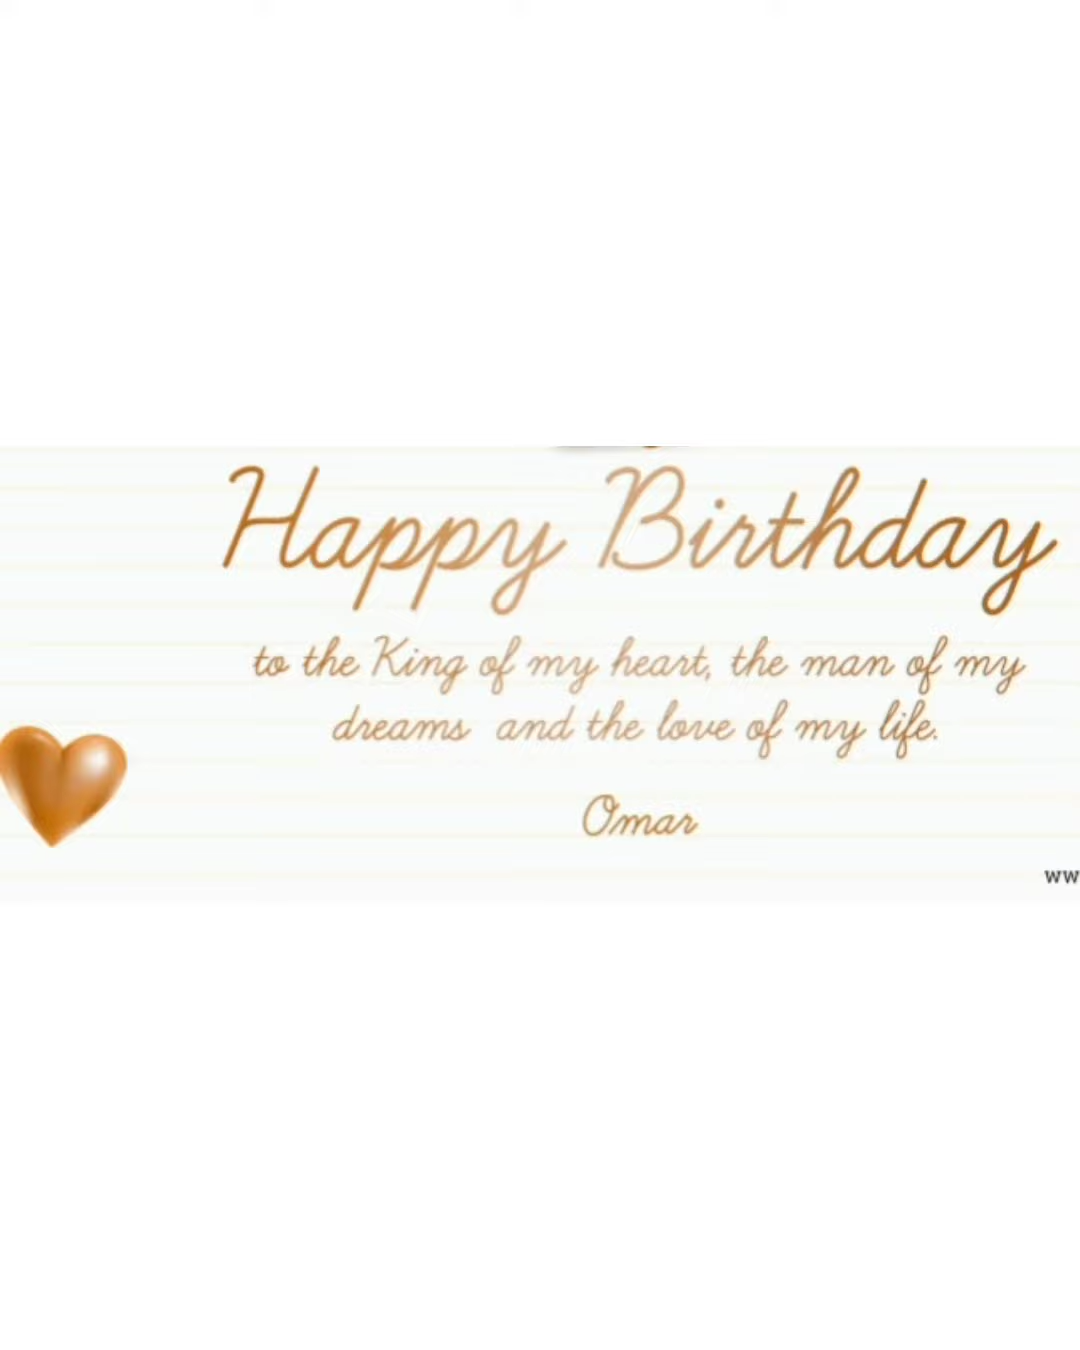 Happy Birthday
to the King of my heart, the man of my
dreams and the love of my life.
Omar
ww